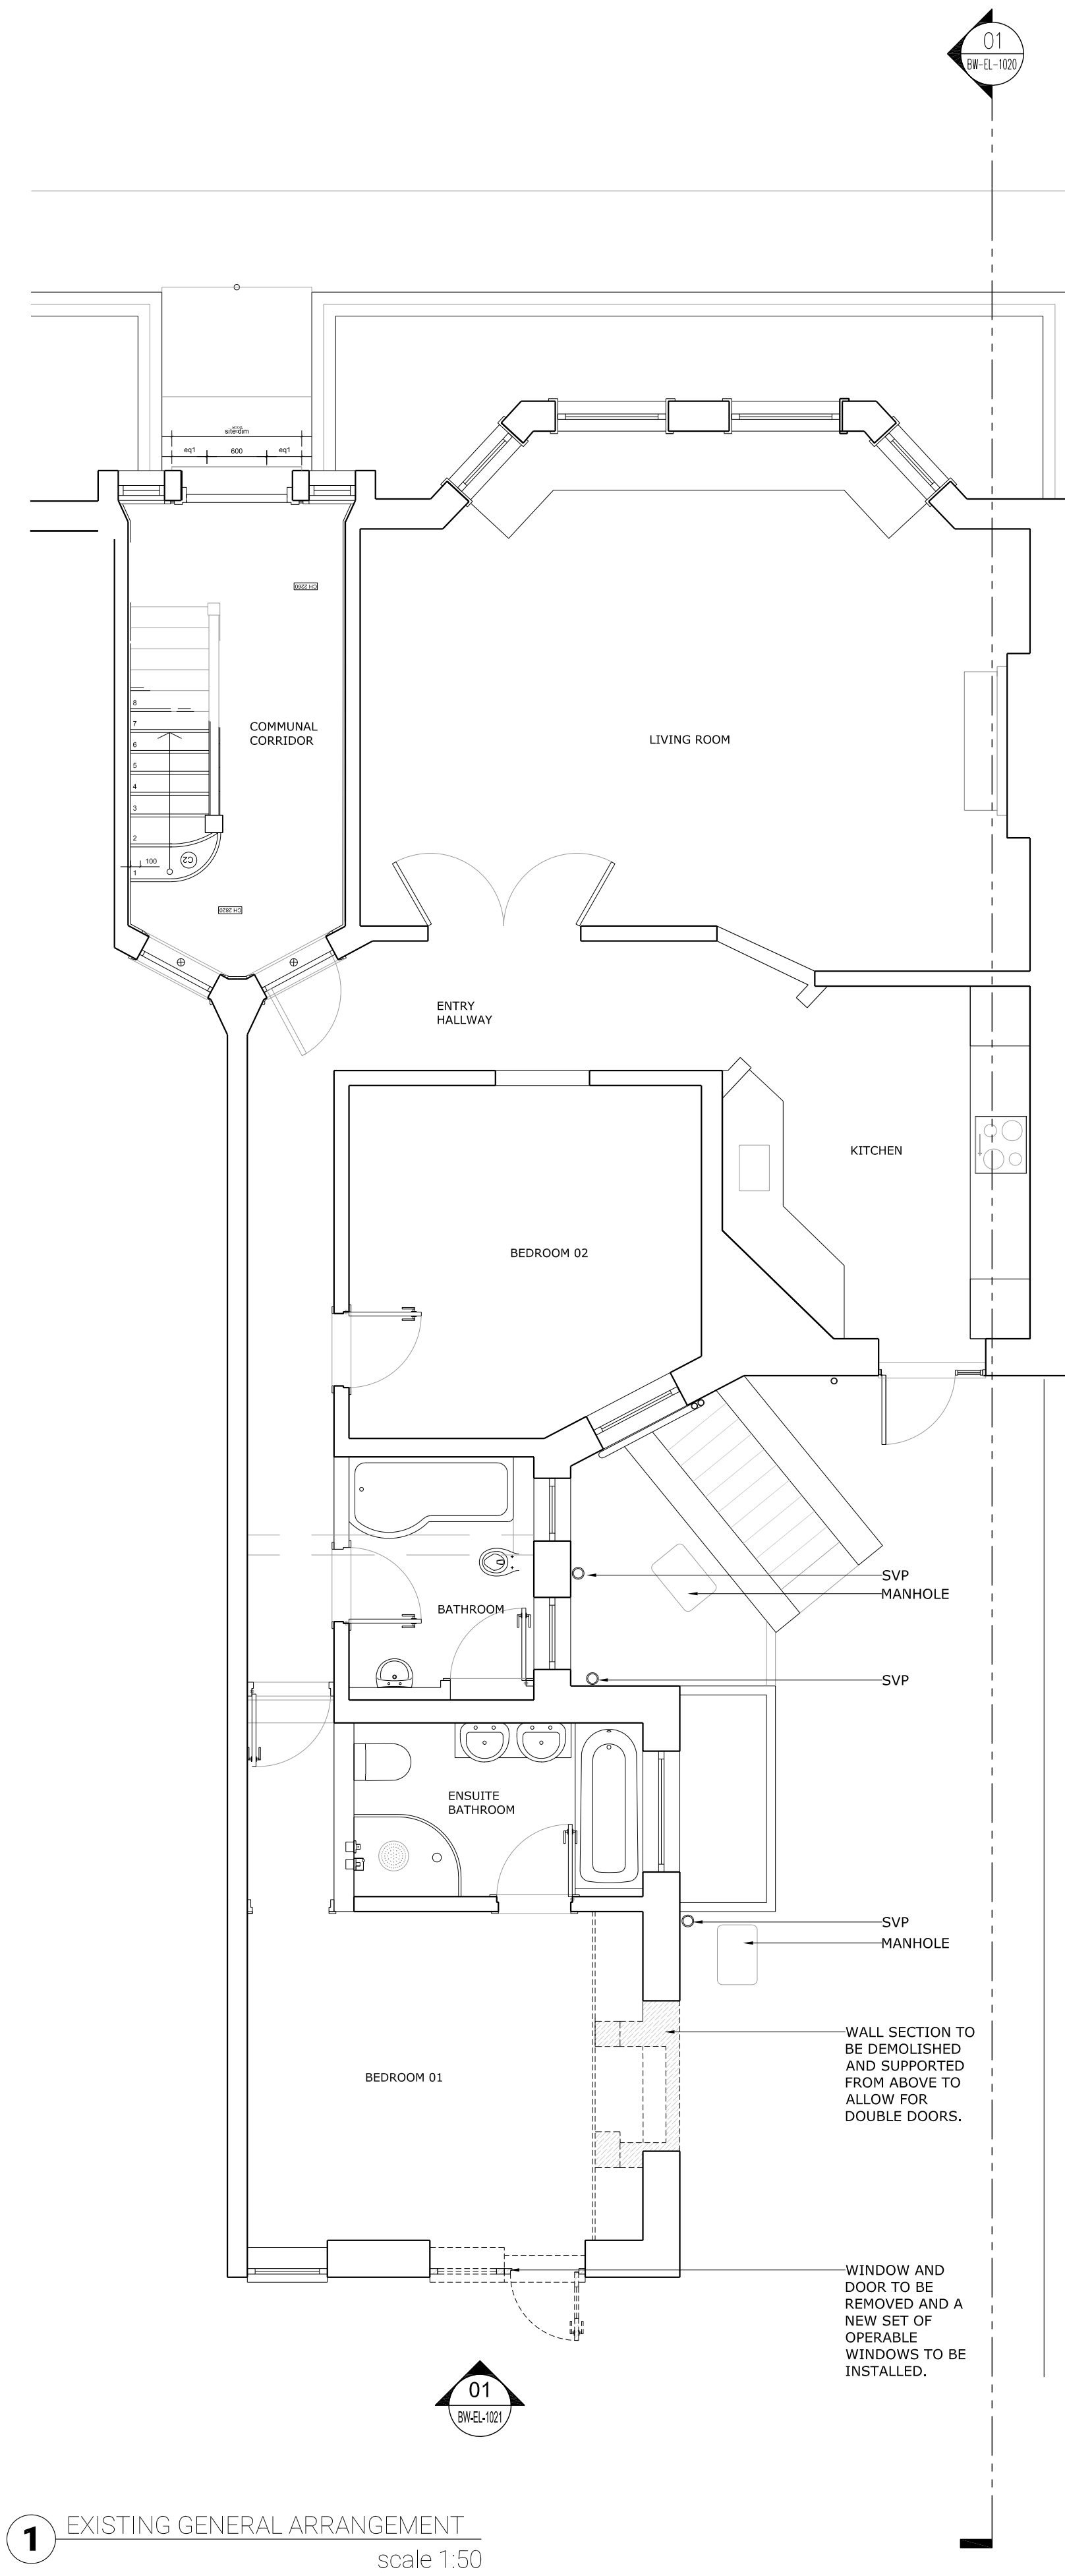 01
BW-EL-1020
site-dim
eq1
600
eq1
CH 2260
8
7
6
5
4
3
2
1
100
C2
CH 2620
COMMUNAL
CORRIDOR
LIVING ROOM
ENTRY
HALLWAY
KITCHEN
BEDROOM 02
SVP
MANHOLE
BATHROOM
SVP
ENSUITE
BATHROOM
SVP
MANHOLE
WALL SECTION TO
BE DEMOLISHED
AND SUPPORTED
FROM ABOVE TO
ALLOW FOR
DOUBLE DOORS.
BEDROOM 01
WINDOW AND
DOOR TO BE
REMOVED AND A
NEW SET OF
OPERABLE
WINDOWS TO BE
INSTALLED.
01
BW-EL-1021
1
EXISTING GENERAL ARRANGEMENT
scale 1:50